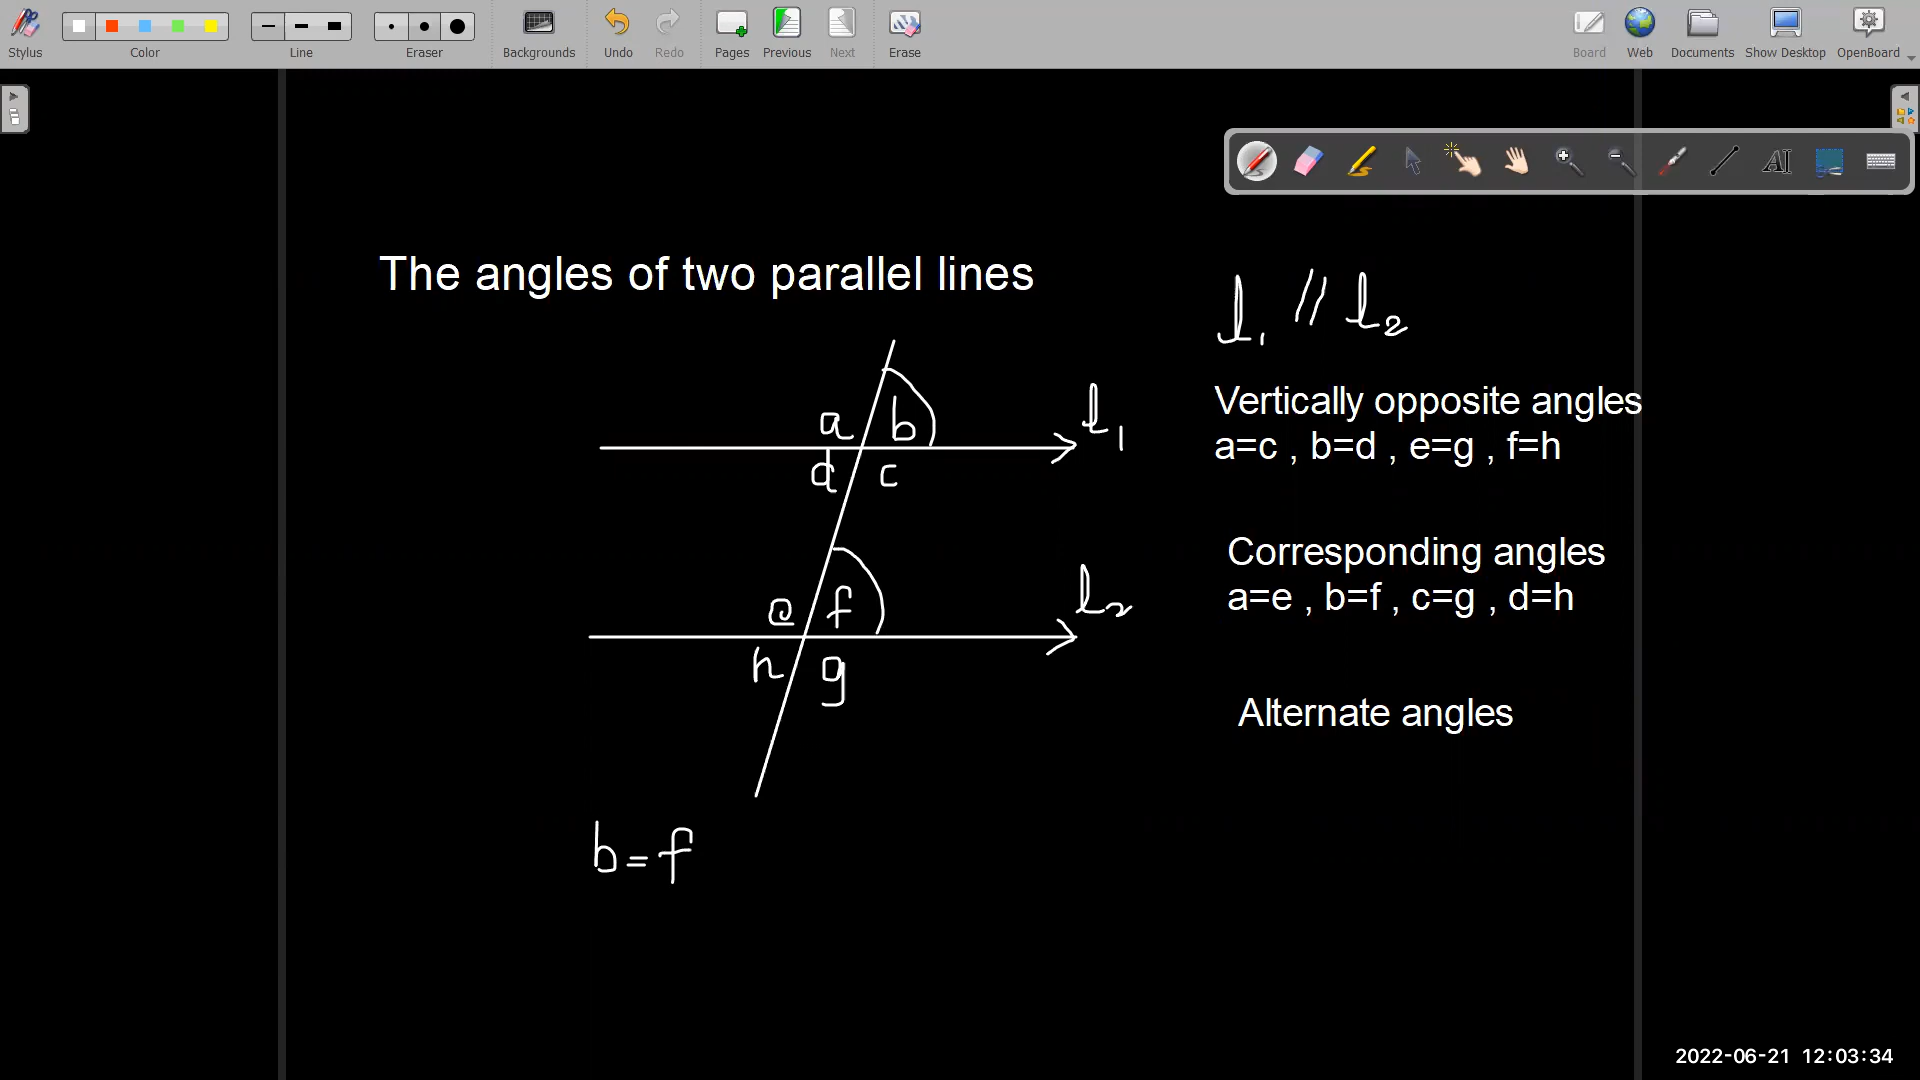 Stylus Color Line Eraser Backgrounds Undo Redo Pages Previous Next Erase Board Web Documents Show Desktop OpenBoard
The angles of two parallel lines
l₁ // l₂
a b l₁
d c
Vertically opposite angles
a=c , b=d , e=g , f=h
e f l₂
h g
Corresponding angles
a=e , b=f , c=g , d=h
Alternate angles
b=f
2022-06-21 12:03:34